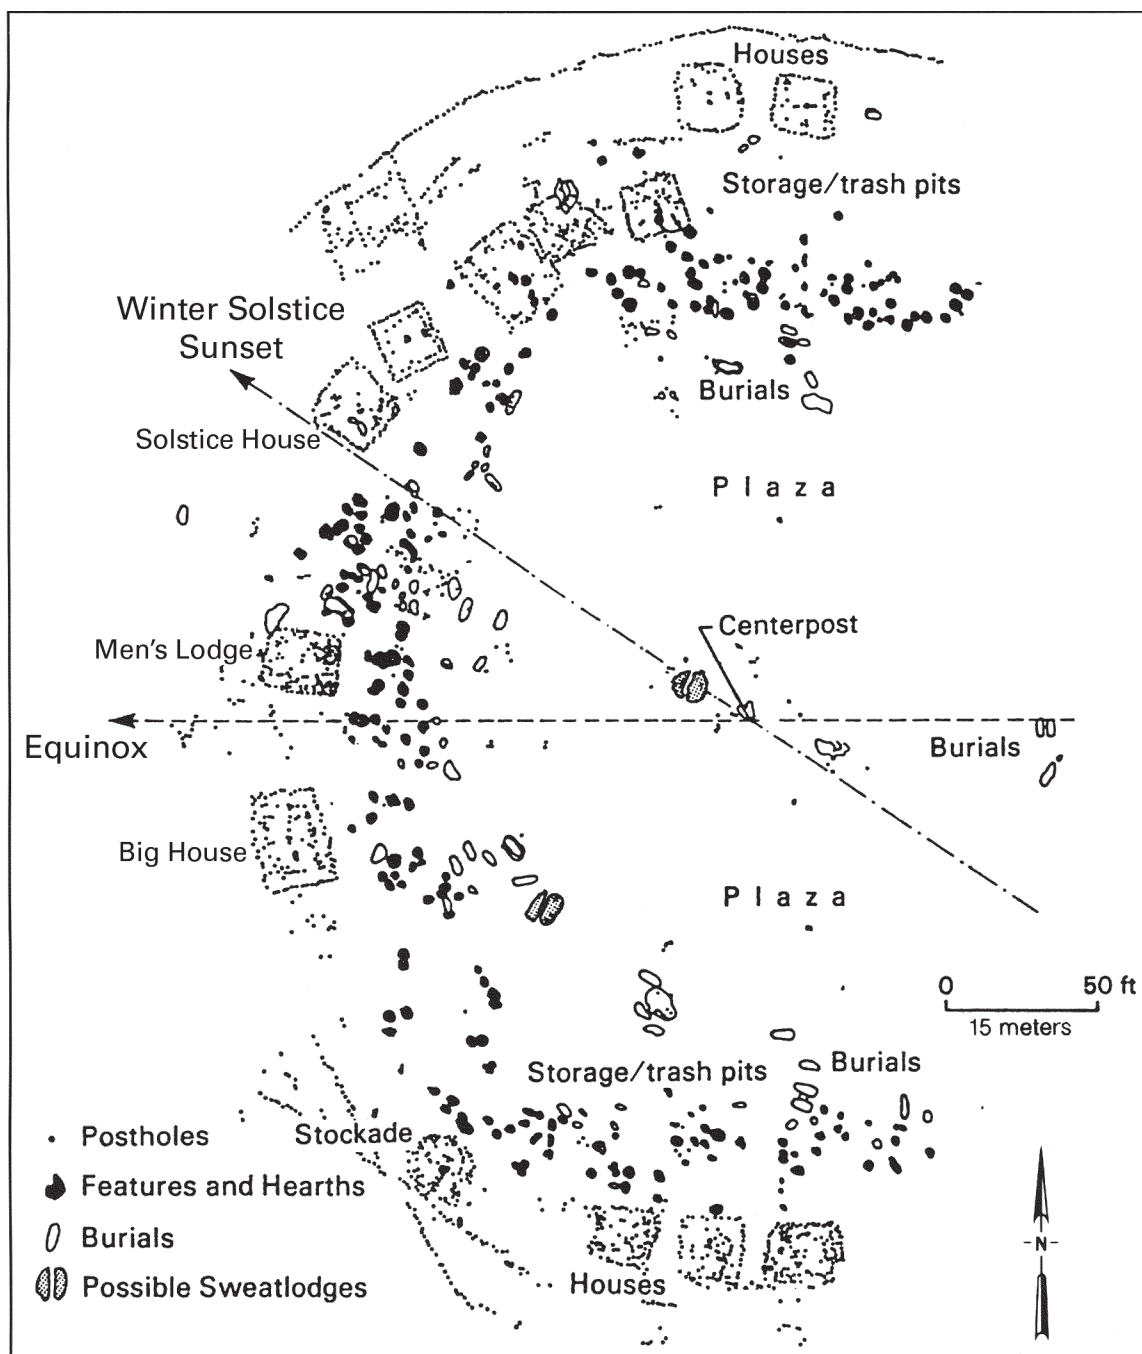 Houses
Storage/trash pits
Winter Solstice
Sunset
Burials
Solstice House
Plaza
Centerpost
Men's Lodge
Equinox
Burials
Big House
Plaza
0 50 ft
15 meters
Storage/trash pits
Burials
Stockade
Postholes
Features and Hearths
Burials
Possible Sweatlodges
Houses
N